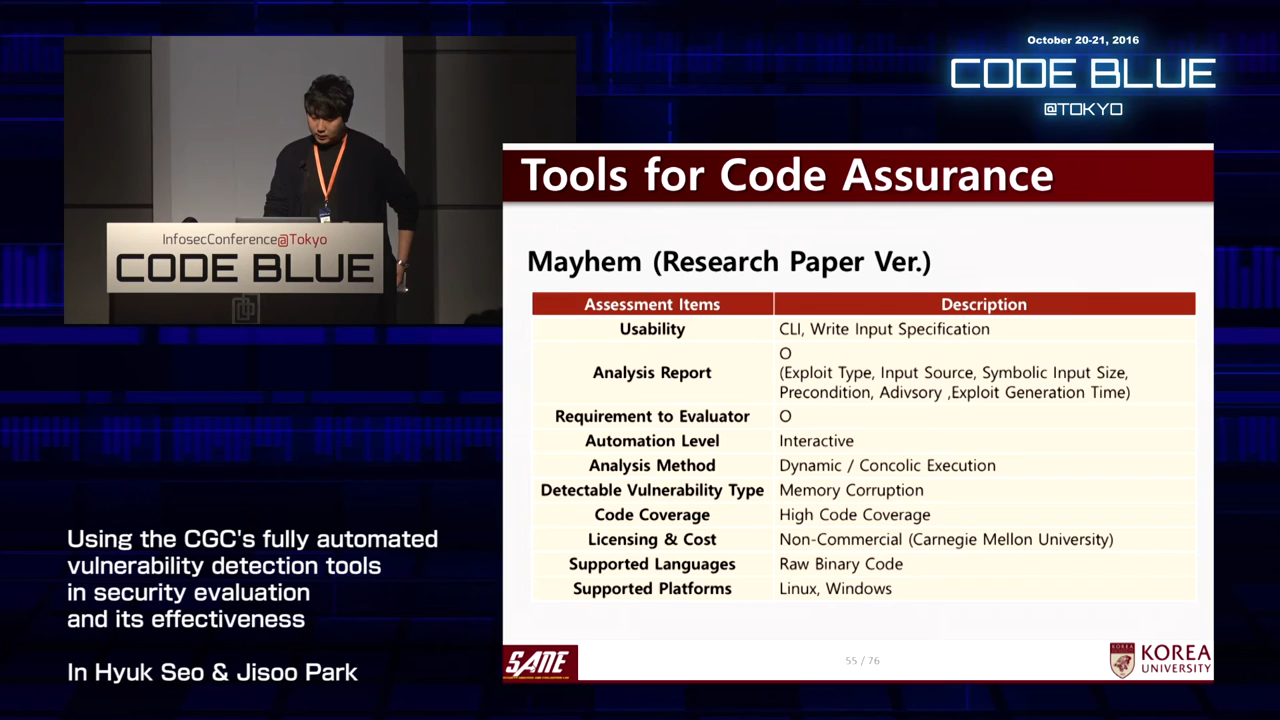 October 20-21, 2016
CODE BLUE
@TOKYO
InfosecConference@Tokyo
CODE BLUE
Tools for Code Assurance
Mayhem (Research Paper Ver.)
Assessment Items Description
Usability CLI, Write Input Specification
Analysis Report O
(Exploit Type, Input Source, Symbolic Input Size,
Precondition, Adivsory ,Exploit Generation Time)
Requirement to Evaluator O
Automation Level Interactive
Analysis Method Dynamic / Concolic Execution
Detectable Vulnerability Type Memory Corruption
Code Coverage High Code Coverage
Licensing & Cost Non-Commercial (Carnegie Mellon University)
Supported Languages Raw Binary Code
Supported Platforms Linux, Windows
SANE
55 / 76
KOREA
UNIVERSITY
Using the CGC's fully automated
vulnerability detection tools
in security evaluation
and its effectiveness
In Hyuk Seo & Jisoo Park